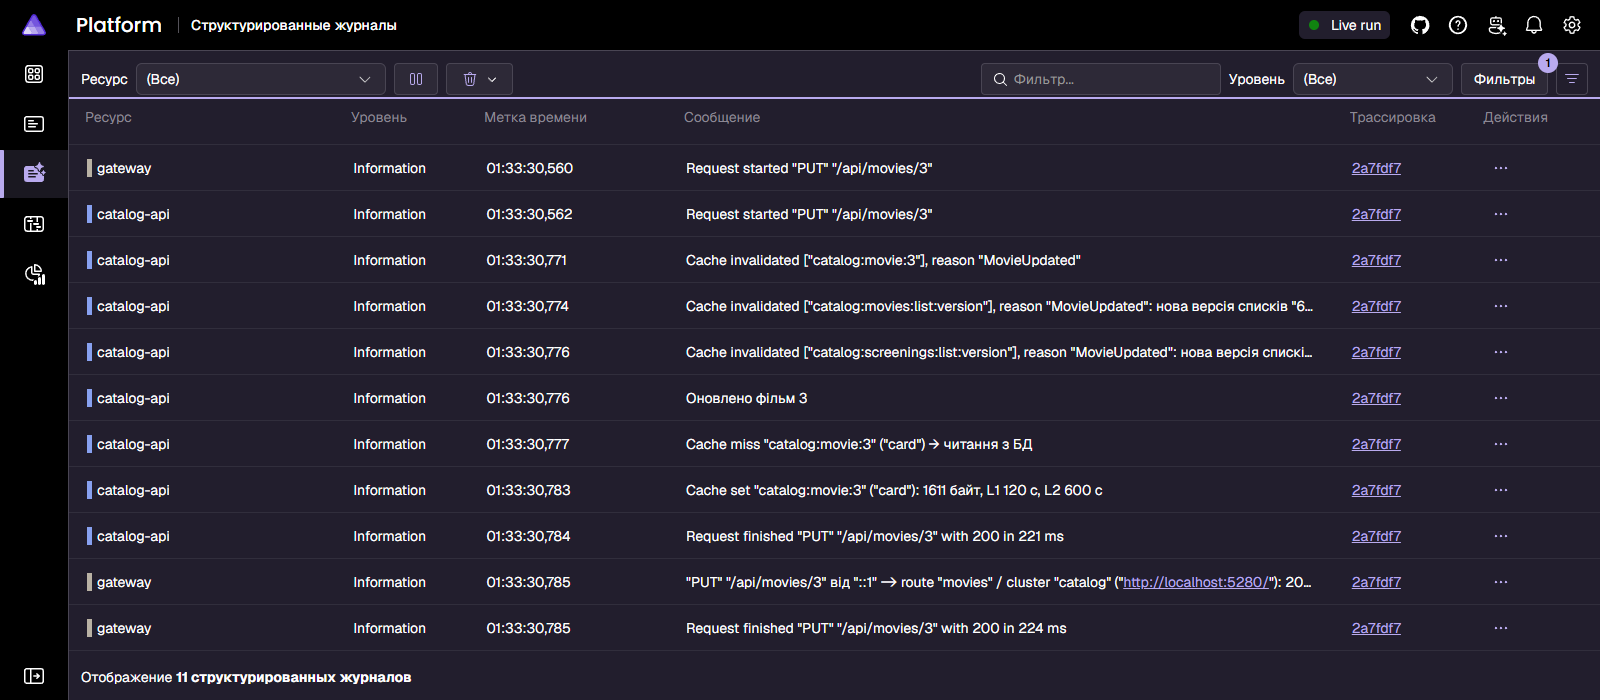 Platform Структурированные журналы Live run
Ресурс (Все) Фильтр... Уровень (Все) Фильтры 1
Ресурс Уровень Метка времени Сообщение Трассировка Действия
gateway Information 01:33:30,560 Request started "PUT" "/api/movies/3" 2a7fdf7 ...
catalog-api Information 01:33:30,562 Request started "PUT" "/api/movies/3" 2a7fdf7 ...
catalog-api Information 01:33:30,771 Cache invalidated ["catalog:movie:3"], reason "MovieUpdated" 2a7fdf7 ...
catalog-api Information 01:33:30,774 Cache invalidated ["catalog:movies:list:version"], reason "MovieUpdated": нова версія списків "6... 2a7fdf7 ...
catalog-api Information 01:33:30,776 Cache invalidated ["catalog:screenings:list:version"], reason "MovieUpdated": нова версія спискі... 2a7fdf7 ...
catalog-api Information 01:33:30,776 Оновлено фільм 3 2a7fdf7 ...
catalog-api Information 01:33:30,777 Cache miss "catalog:movie:3" ("card") → читання з БД 2a7fdf7 ...
catalog-api Information 01:33:30,783 Cache set "catalog:movie:3" ("card"): 1611 байт, L1 120 с, L2 600 с 2a7fdf7 ...
catalog-api Information 01:33:30,784 Request finished "PUT" "/api/movies/3" with 200 in 221 ms 2a7fdf7 ...
gateway Information 01:33:30,785 "PUT" "/api/movies/3" від "::1" —> route "movies" / cluster "catalog" ("http://localhost:5280/"): 20... 2a7fdf7 ...
gateway Information 01:33:30,785 Request finished "PUT" "/api/movies/3" with 200 in 224 ms 2a7fdf7 ...
Отображение 11 структурированных журналов